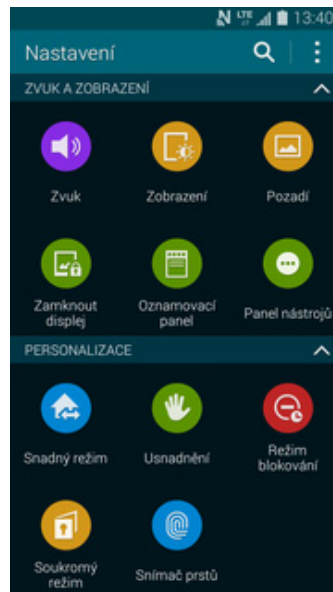 LTE 13:40
Nastavení
ZVUK A ZOBRAZENÍ
Zvuk Zobrazení Pozadí
Zamknout Oznamovací Panel nástrojů
displej panel
PERSONALIZACE
Snadný režim Usnadnění Režim
blokování
Soukromý Snímač prstů
režim